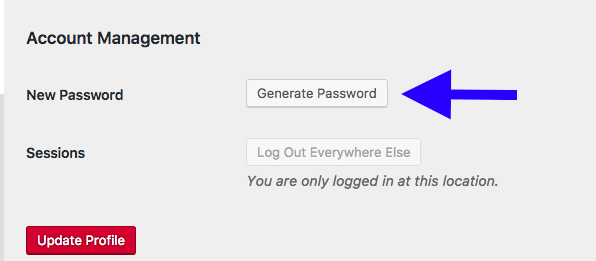 Account Management
New Password
Generate Password
Sessions
Log Out Everywhere Else
You are only logged in at this location.
Update Profile